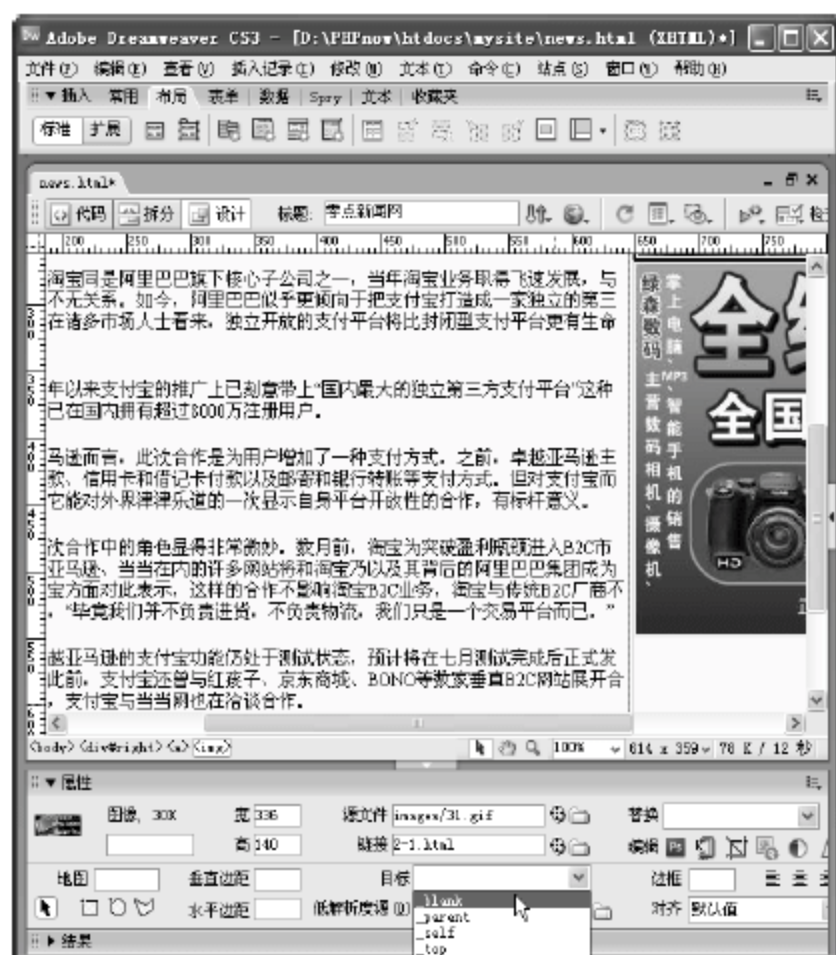 Adobe Dreamweaver CS3 - [D:\PHPnow\htdocs\mysite\news.html (XHTML)*]
文件(F) 编辑(E) 查看(V) 插入记录(I) 修改(M) 文本(T) 命令(C) 站点(S) 窗口(W) 帮助(H)
▼插入 常用 布局 表单 数据 Spry 文本 收藏夹
标准 扩展
news.html*
代码 拆分 设计 标题: 零点新闻网
200 250 300 350 400 450 500 550 600 650 700 750
淘宝同是阿里巴巴旗下核心子公司之一，当年淘宝业务取得飞速发展，与
不无关系。如今，阿里巴巴似乎更倾向于把支付宝打造成一家独立的第三
在诸多市场人士看来，独立开放的支付平台将比封闭型支付平台更有生命
年以来支付宝的推广上已刻意带上“国内最大的独立第三方支付平台”这种
已在国内拥有超过8000万注册用户。
马逊而言，此次合作是为用户增加了一种支付方式。之前，卓越亚马逊主
款、信用卡和借记卡付款以及邮寄和银行转账等支付方式。但对支付宝而
它能对外界津津乐道的一次显示自身平台开放性的合作，有标杆意义。
次合作中的角色显得非常微妙。数月前，淘宝为突破盈利瓶颈进入B2C市
亚马逊、当当在内的许多网站将和淘宝乃以及其背后的阿里巴巴集团成为
宝方面对此表示，这样的合作不影响淘宝B2C业务，淘宝与传统B2C厂商不
。“毕竟我们并不负责进货，不负责物流，我们只是一个交易平台而已。”
越亚马逊的支付宝功能仍处于测试状态，预计将在七月测试完成后正式发
此前，支付宝还曾与红孩子、京东商城、BONO等数家垂直B2C网站展开合
，支付宝与当当网也在洽谈合作。
绿森数码
掌上电脑、MP3、智能手机的销售
主营数码相机、摄像机、
全
全国
HD
<body> <div#right> <a> <img> 100% 614 x 359 78 K / 12 秒
▼属性
图像，30K 宽 336 源文件 images/31.gif 替换
高 140 链接 2-1.html 编辑
地图 垂直边距 目标 边框
水平边距 低解析度源(D) 对齐 默认值
_blank
_parent
_self
_top
结果